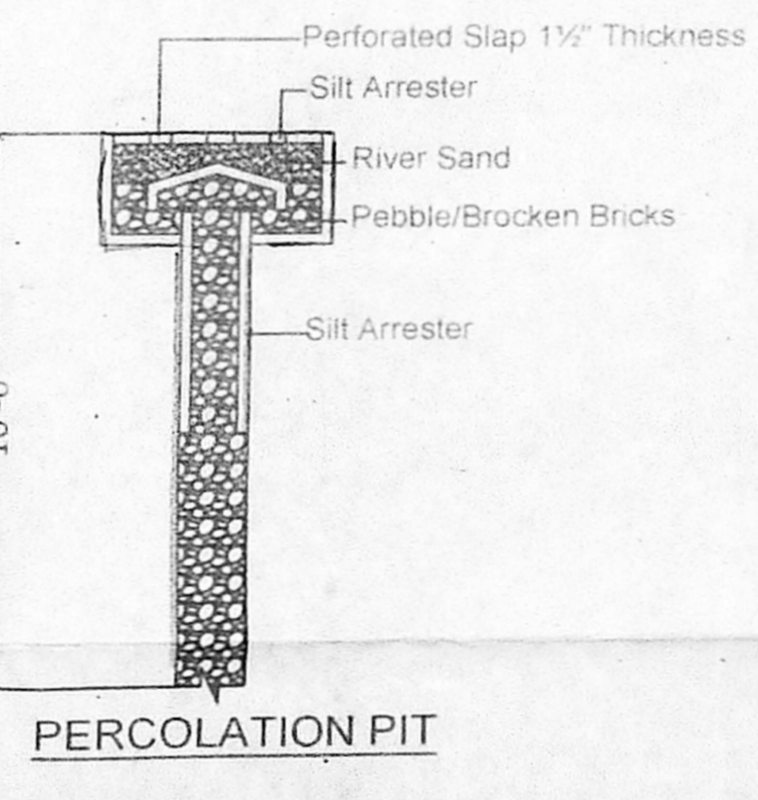 Perforated Slap 1½" Thickness
Silt Arrester
River Sand
Pebble/Brocken Bricks
Silt Arrester
PERCOLATION PIT